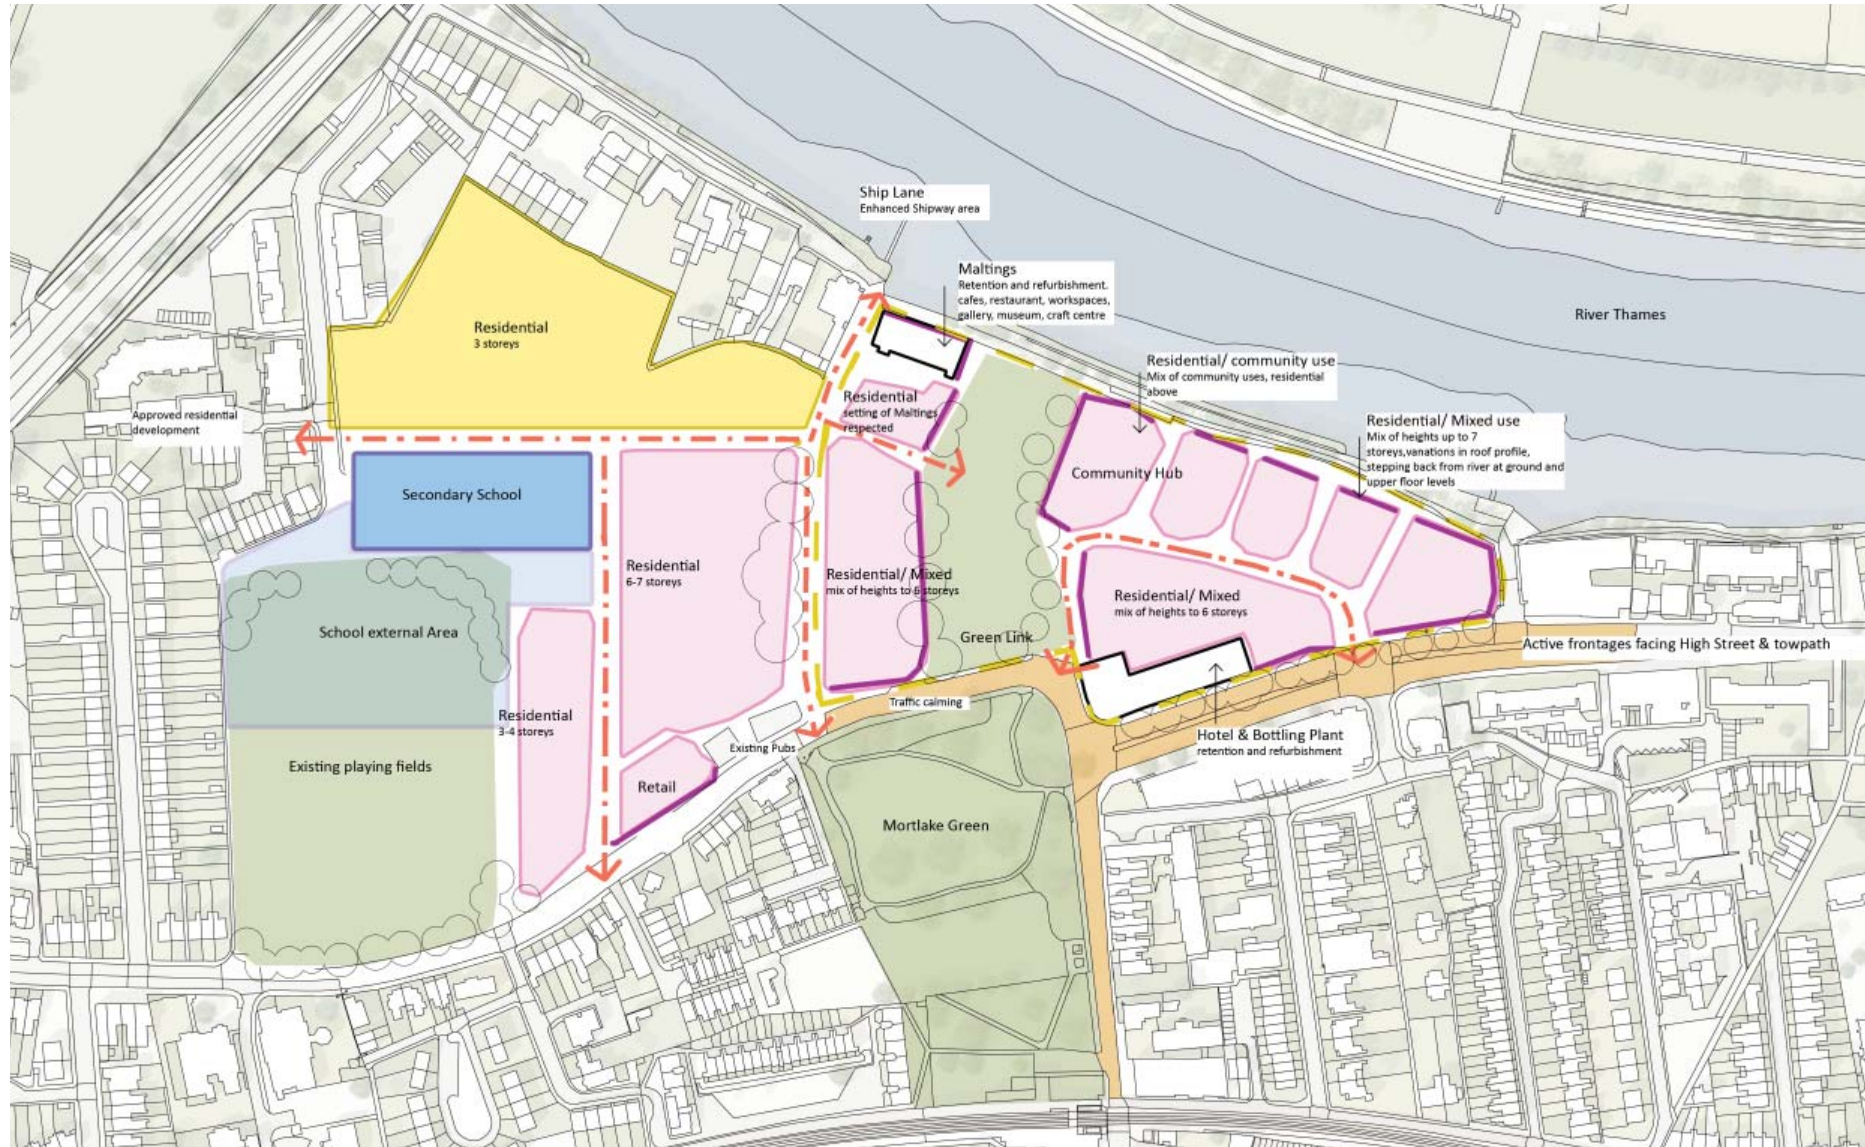 Ship Lane
Enhanced Shipway area
Maltings
Retention and refurbishment.
cafes, restaurant, workspaces,
gallery, museum, craft centre
River Thames
Residential
3 storeys
Residential/ community use
Mix of community uses, residential
above
Residential
setting of Maltings
respected
Approved residential
development
Residential/ Mixed use
Mix of heights up to 7
storeys,vanations in roof profile,
stepping back from river at ground and
upper floor levels
Community Hub
Secondary School
Residential
6-7 storeys
Residential/ Mixed
mix of heights to 6 storeys
Residential/ Mixed
mix of heights to 6 storeys
School external Area
Green Link
Active frontages facing High Street & towpath
Traffic calming
Residential
3-4 storeys
Existing Pubs
Hotel & Bottling Plant
retention and refurbishment
Existing playing fields
Retail
Mortlake Green